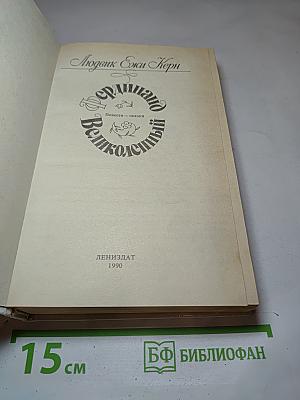 Людвик Ежи Керн
Фердинанд
Повести-сказки
Великолепный
ЛЕНИЗДАТ
1990
15 см
БФ БИБЛИОФАН